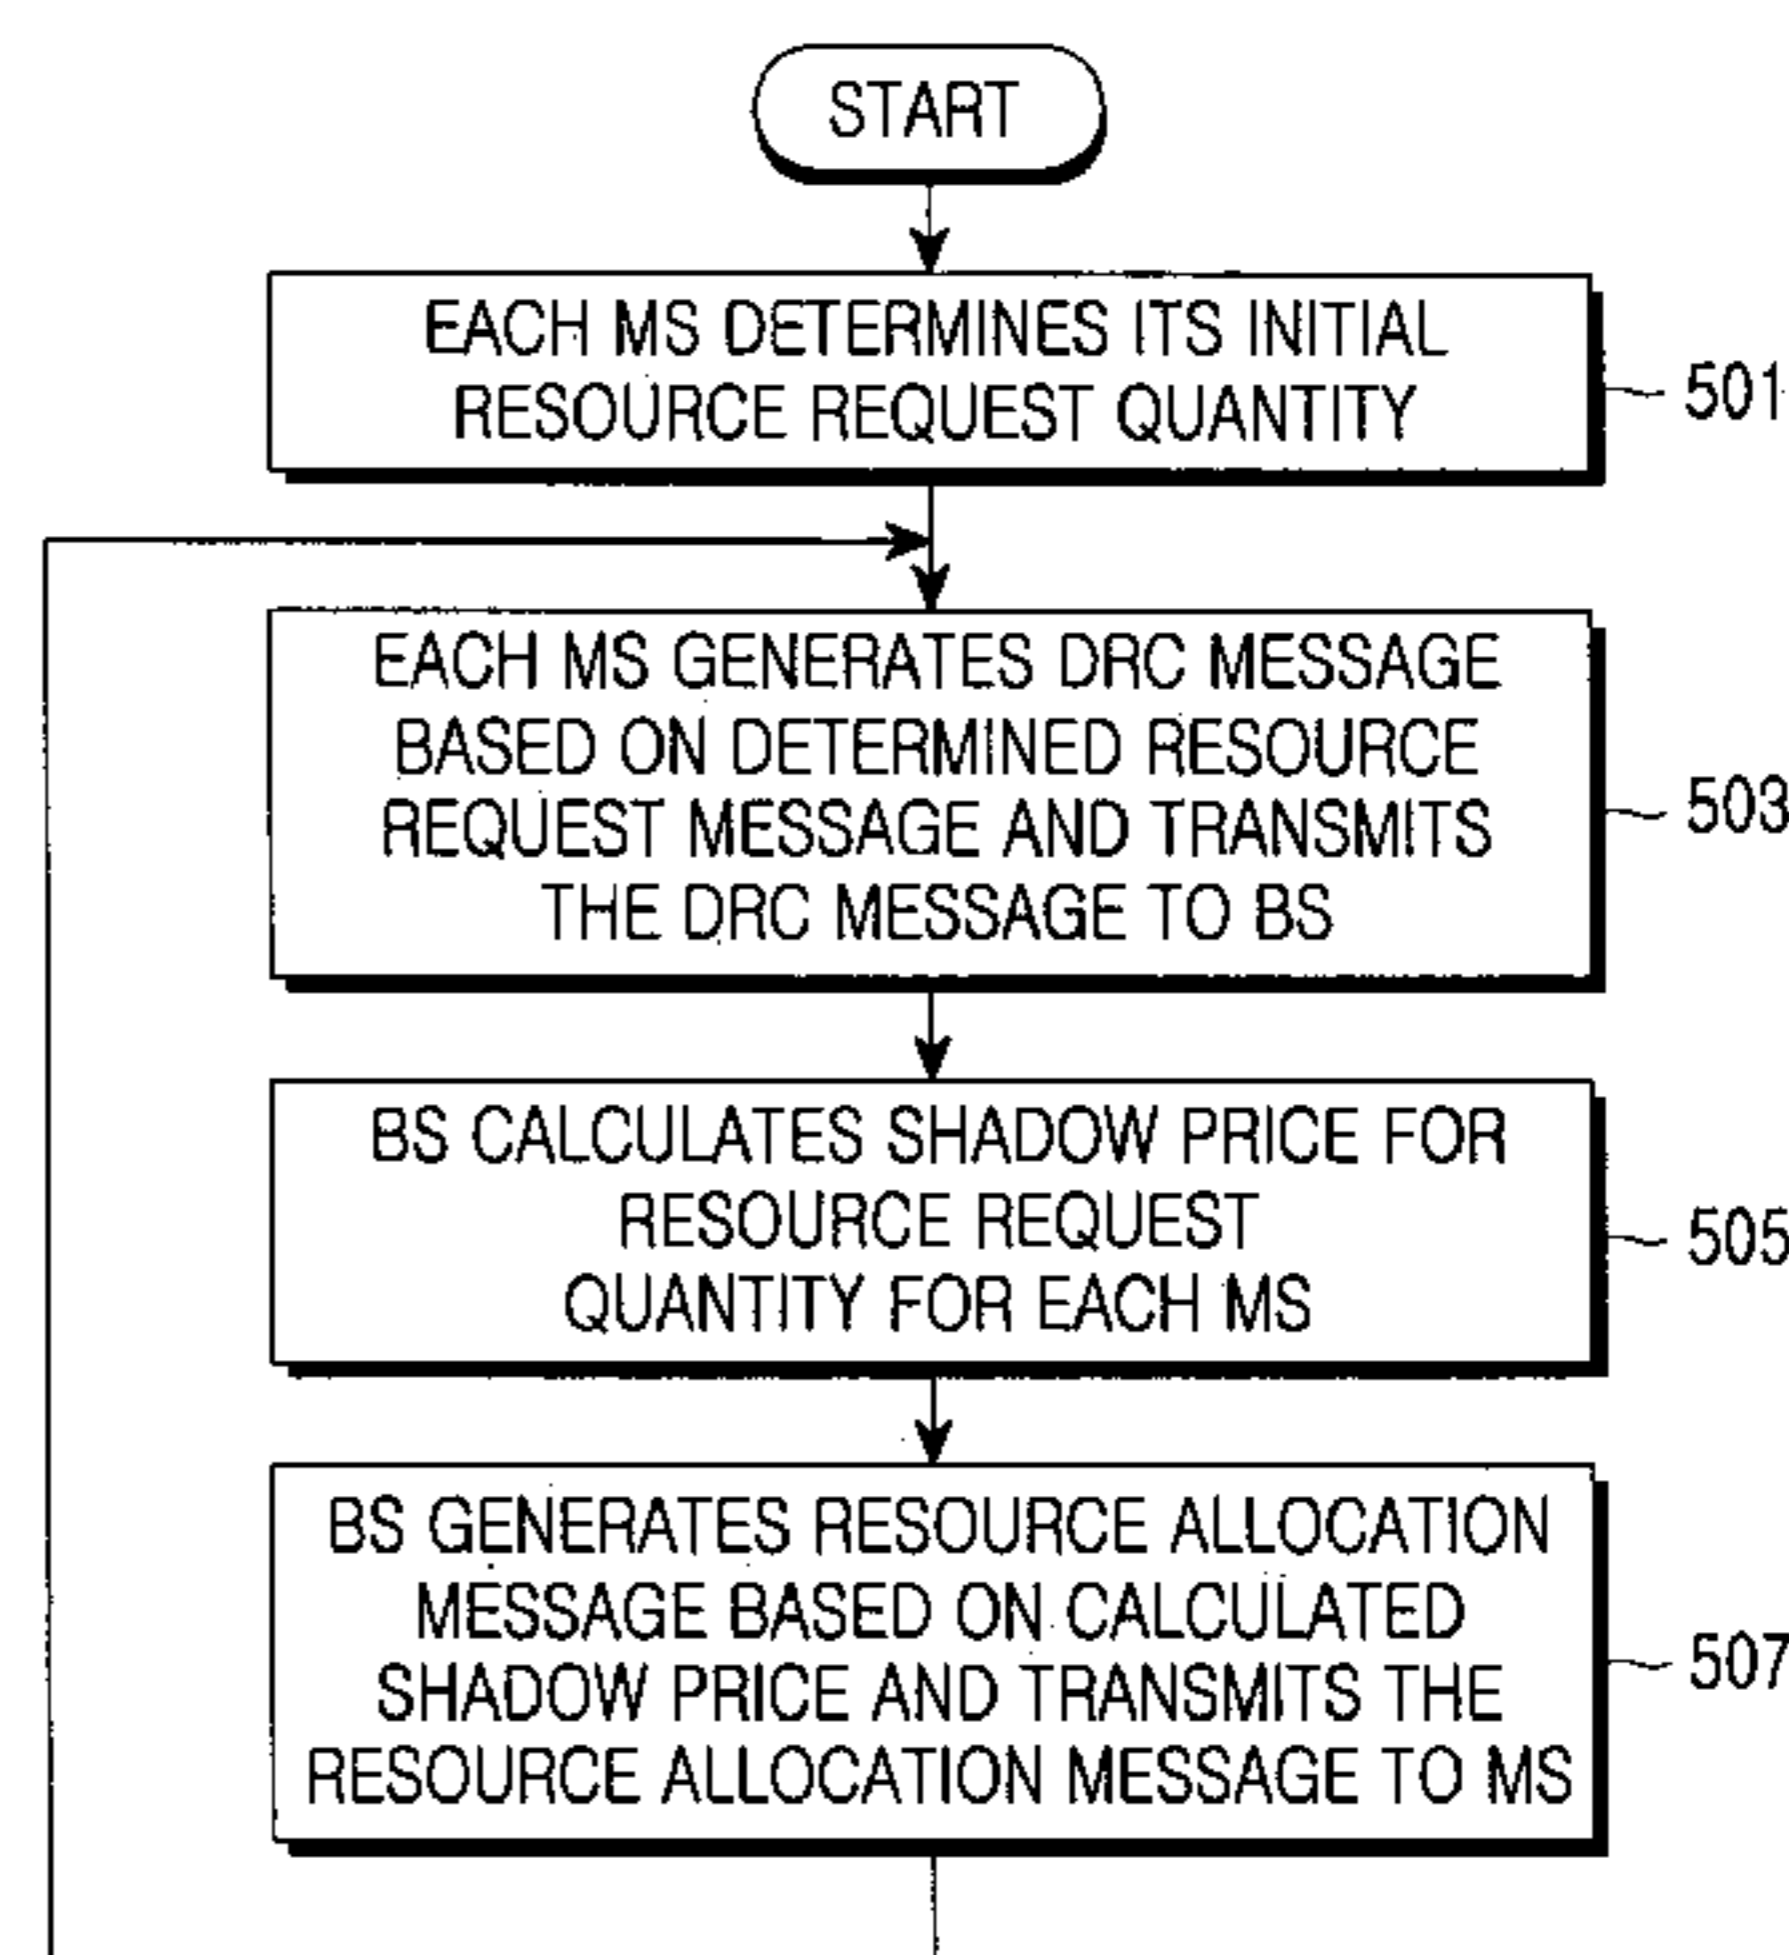 START
EACH MS DETERMINES ITS INITIAL
RESOURCE REQUEST QUANTITY
501
EACH MS GENERATES DRC MESSAGE
BASED ON DETERMINED RESOURCE
REQUEST MESSAGE AND TRANSMITS
THE DRC MESSAGE TO BS
503
BS CALCULATES SHADOW PRICE FOR
RESOURCE REQUEST
QUANTITY FOR EACH MS
505
BS GENERATES RESOURCE ALLOCATION
MESSAGE BASED ON CALCULATED
SHADOW PRICE AND TRANSMITS THE
RESOURCE ALLOCATION MESSAGE TO MS
507